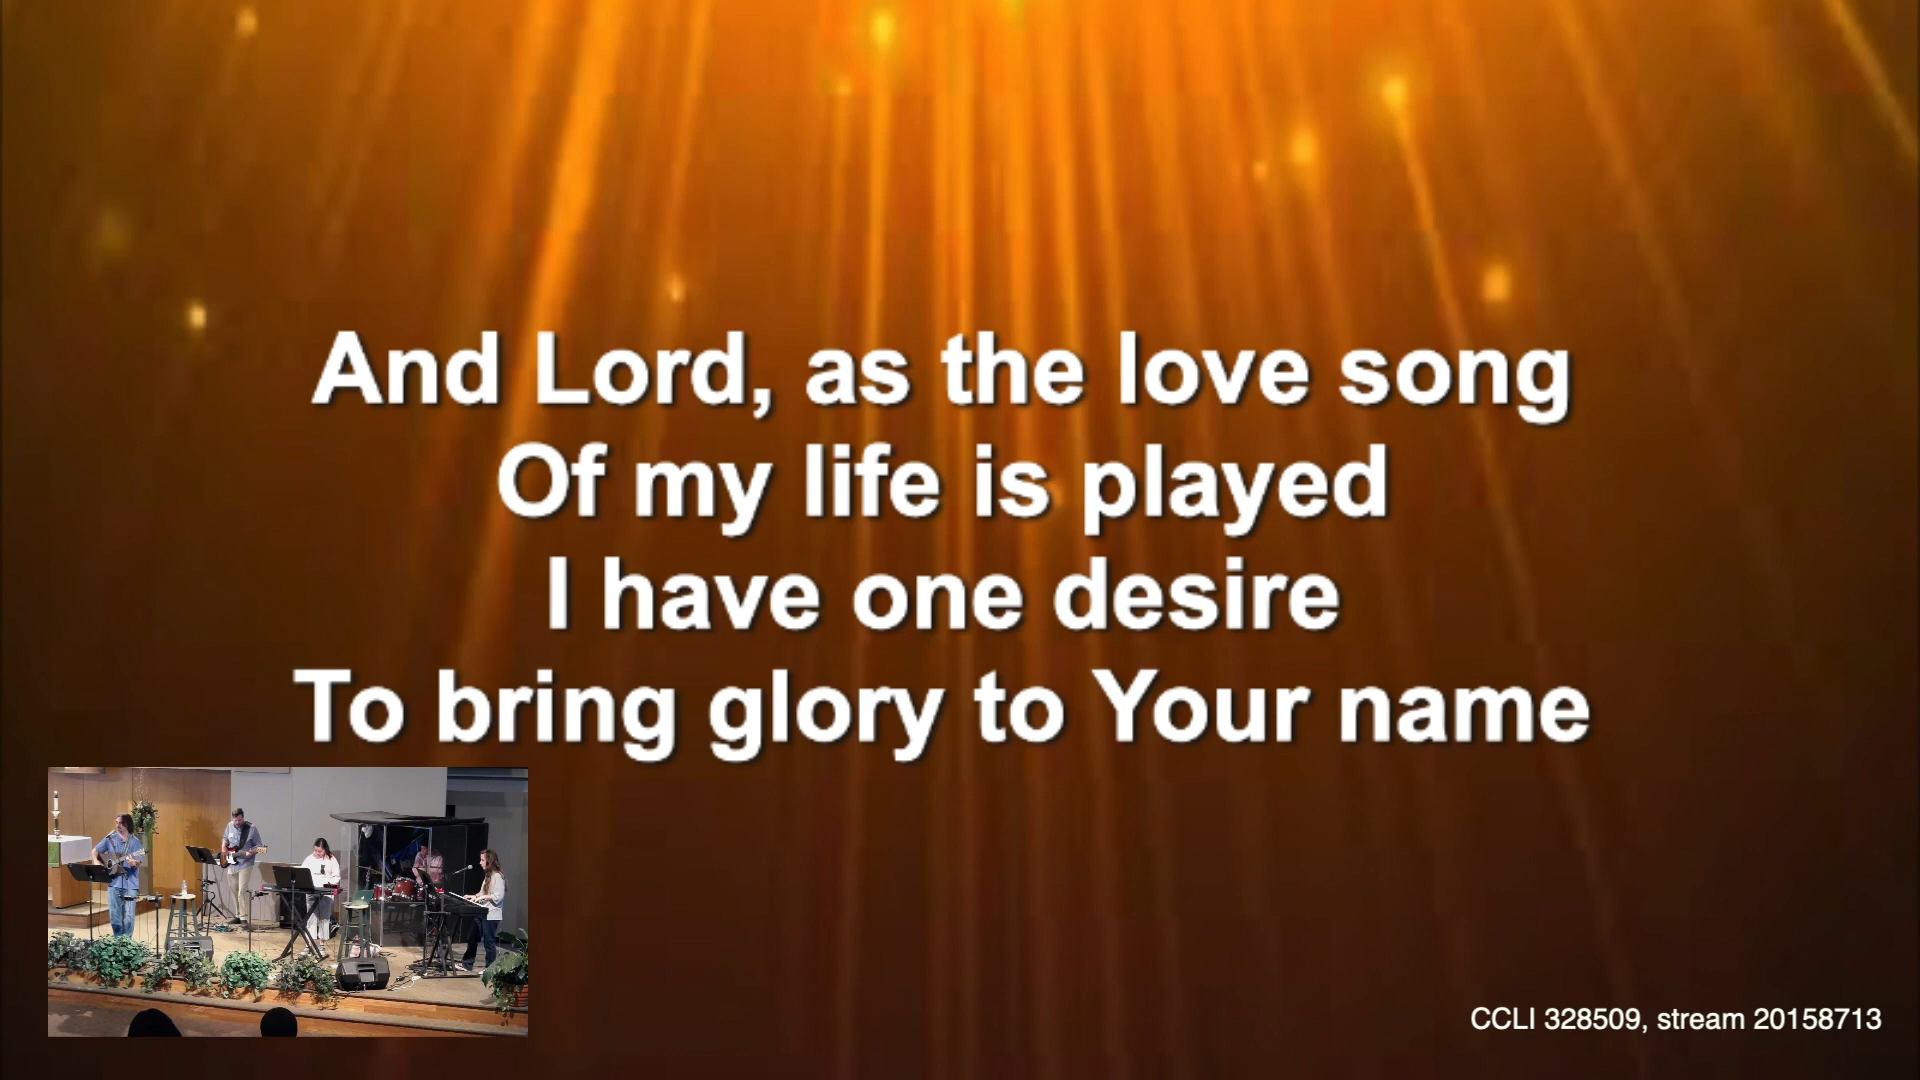 And Lord, as the love song
Of my life is played
I have one desire
To bring glory to Your name
CCLI 328509, stream 20158713